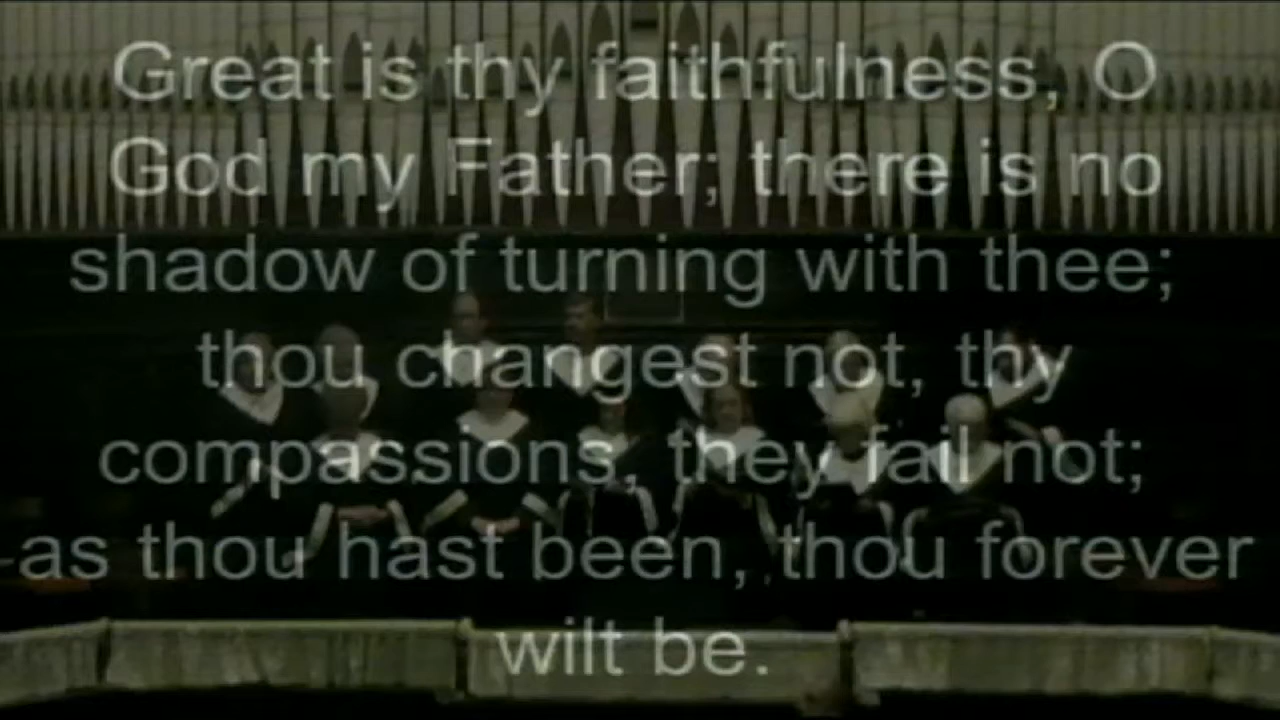 Great is thy faithfulness, O
God my Father; there is no
shadow of turning with thee;
thou changest not, thy
compassions, they fail not;
as thou hast been, thou forever
wilt be.